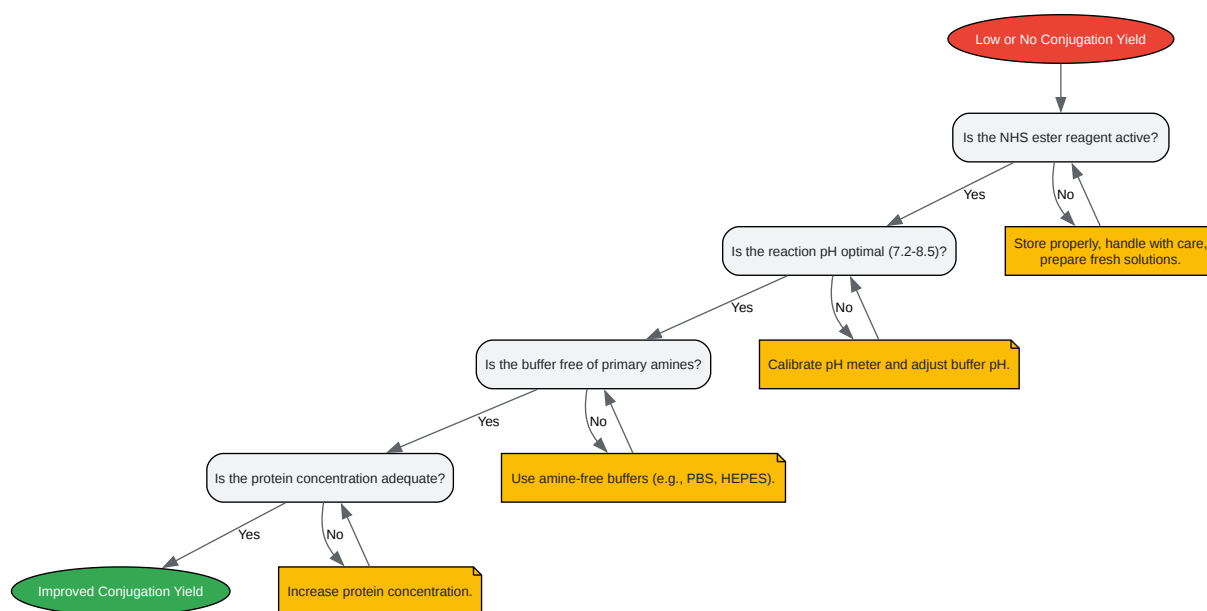 Low or No Conjugation Yield
Is the NHS ester reagent active?
Yes
No
Store properly, handle with care,
prepare fresh solutions.
Is the reaction pH optimal (7.2-8.5)?
Yes
No
Calibrate pH meter and adjust buffer pH.
Is the buffer free of primary amines?
Yes
No
Use amine-free buffers (e.g., PBS, HEPES).
Is the protein concentration adequate?
Yes
No
Increase protein concentration.
Improved Conjugation Yield